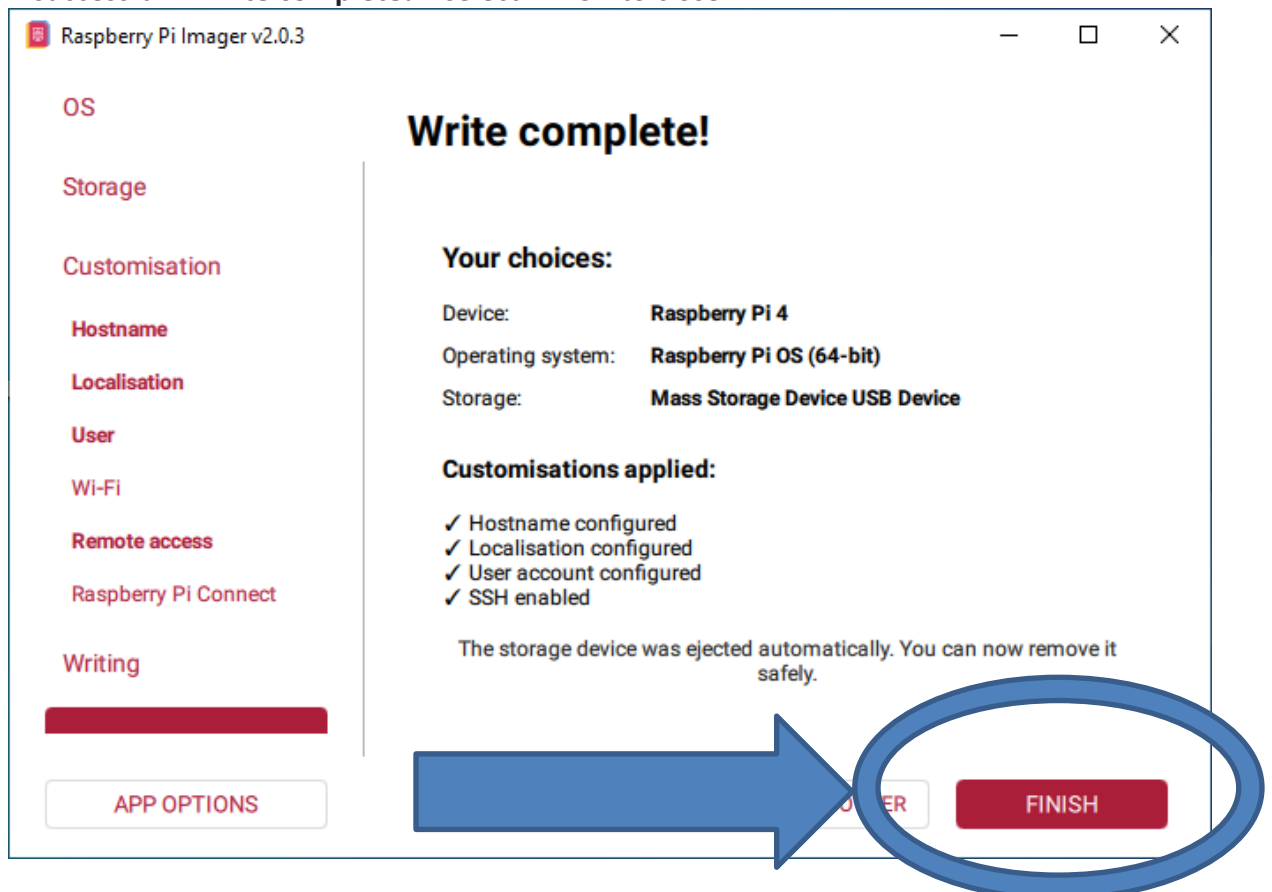 Raspberry Pi Imager v2.0.3
OS
Storage
Customisation
Hostname
Localisation
User
Wi-Fi
Remote access
Raspberry Pi Connect
Writing
APP OPTIONS
Write complete!
Your choices:
Device: Raspberry Pi 4
Operating system: Raspberry Pi OS (64-bit)
Storage: Mass Storage Device USB Device
Customisations applied:
✓ Hostname configured
✓ Localisation configured
✓ User account configured
✓ SSH enabled
The storage device was ejected automatically. You can now remove it
safely.
FINISH